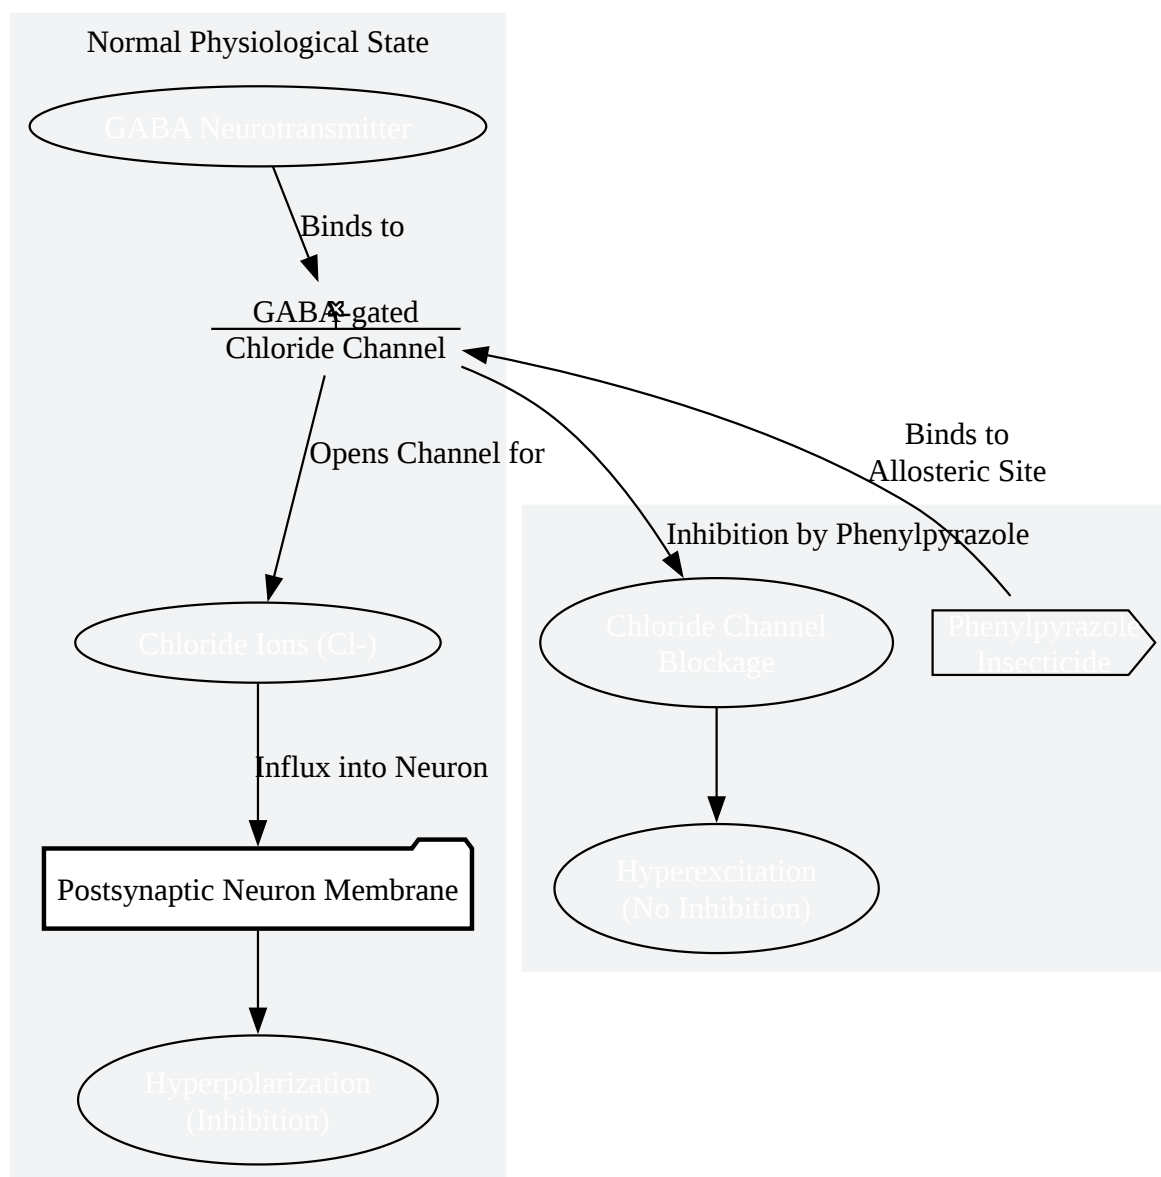 Normal Physiological State
GABA Neurotransmitter
Binds to
GABA-gated
Chloride Channel
Opens Channel for
Binds to
Allosteric Site
Inhibition by Phenylpyrazole
Chloride Ions (Cl-)
Chloride Channel
Blockage
Phenylpyrazole
Insecticide
Influx into Neuron
Postsynaptic Neuron Membrane
Hyperexcitation
(No Inhibition)
Hyperpolarization
(Inhibition)